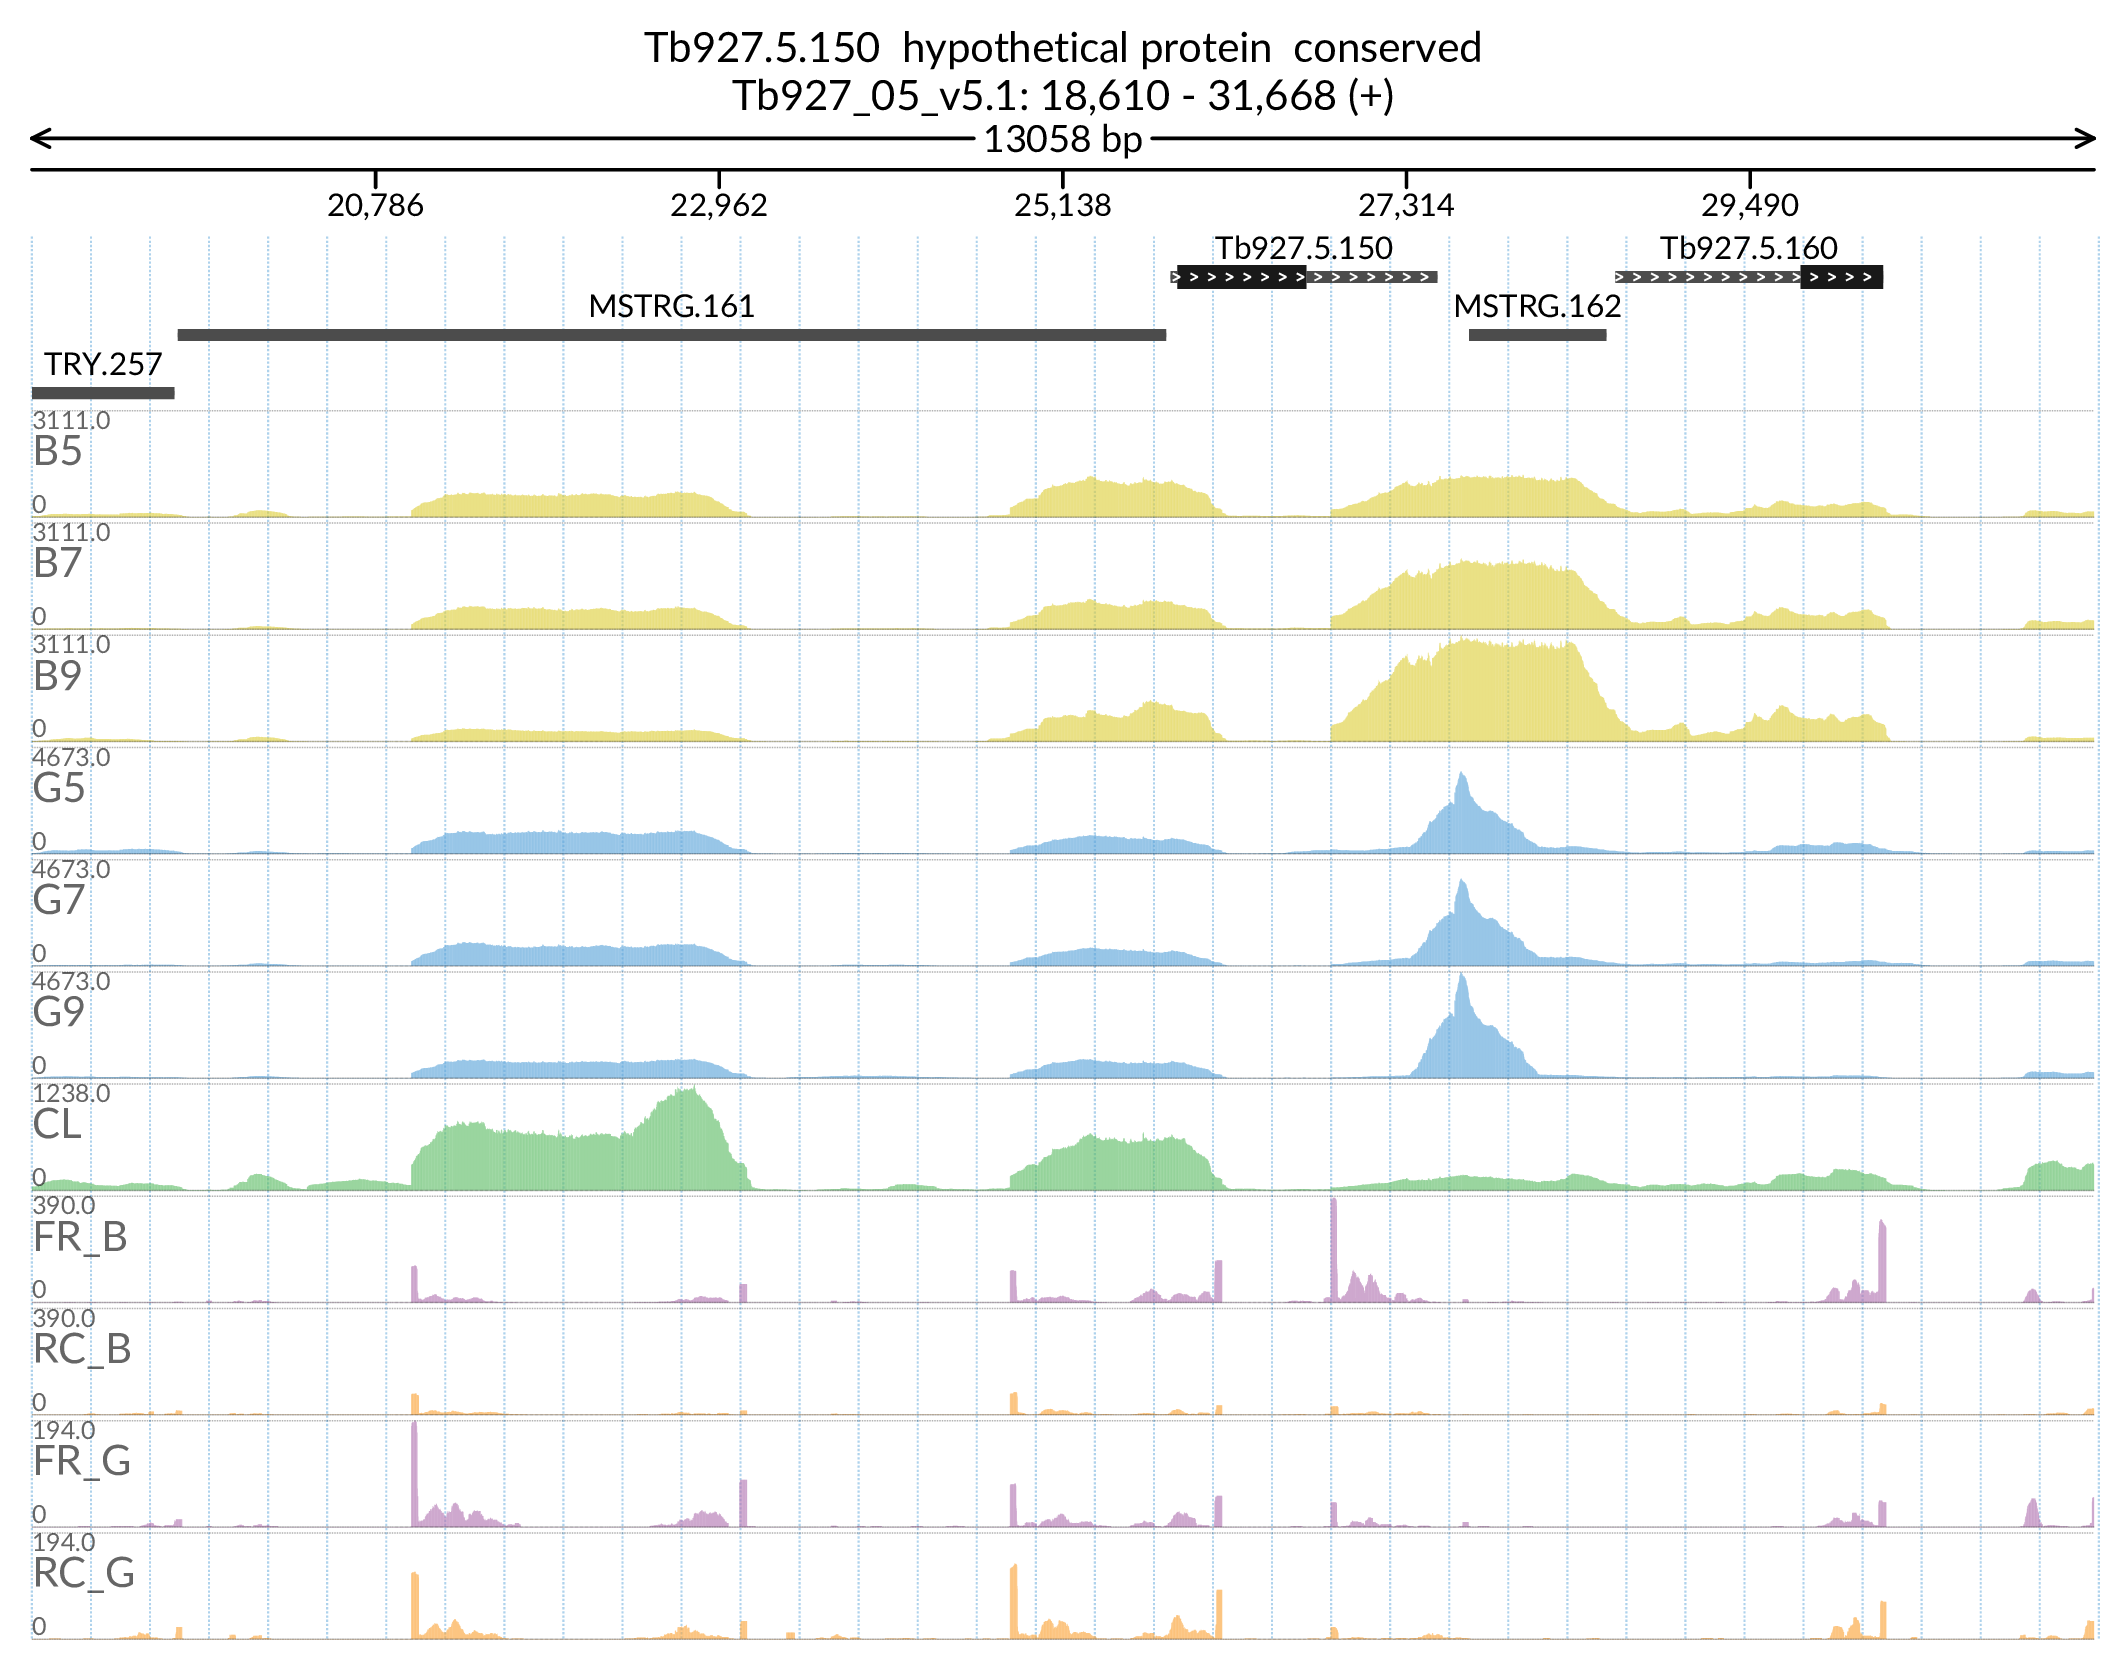 Tb927.5.150  hypothetical protein  conserved
Tb927_05_v5.1: 18,610 - 31,668 (+)
13058 bp
20,786 22,962 25,138 27,314 29,490
Tb927.5.150 Tb927.5.160
MSTRG.161 MSTRG.162
TRY.257
3111.0
B5
0
3111.0
B7
0
3111.0
B9
0
4673.0
G5
0
4673.0
G7
0
4673.0
G9
0
1238.0
CL
0
390.0
FR_B
0
390.0
RC_B
0
194.0
FR_G
0
194.0
RC_G
0